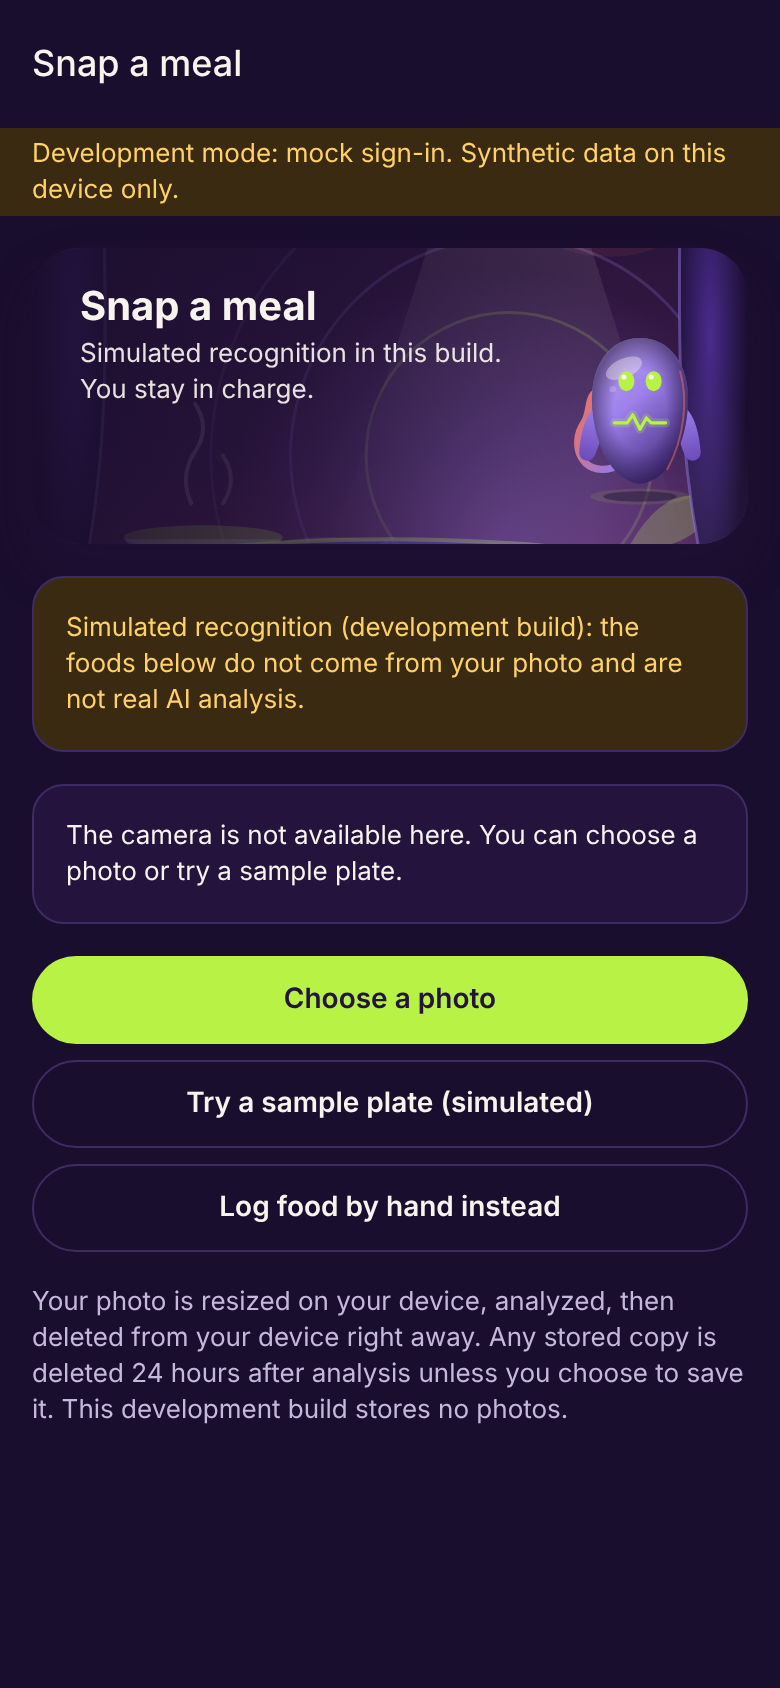 Snap a meal
Development mode: mock sign-in. Synthetic data on this
device only.
Snap a meal
Simulated recognition in this build.
You stay in charge.
Simulated recognition (development build): the
foods below do not come from your photo and are
not real AI analysis.
The camera is not available here. You can choose a
photo or try a sample plate.
Choose a photo
Try a sample plate (simulated)
Log food by hand instead
Your photo is resized on your device, analyzed, then
deleted from your device right away. Any stored copy is
deleted 24 hours after analysis unless you choose to save
it. This development build stores no photos.